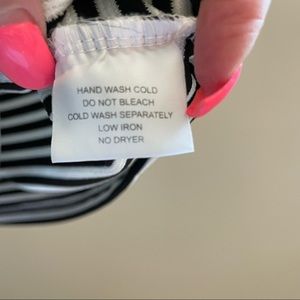 HAND WASH COLD
DO NOT BLEACH
COLD WASH SEPARATELY
LOW IRON
NO DRYER